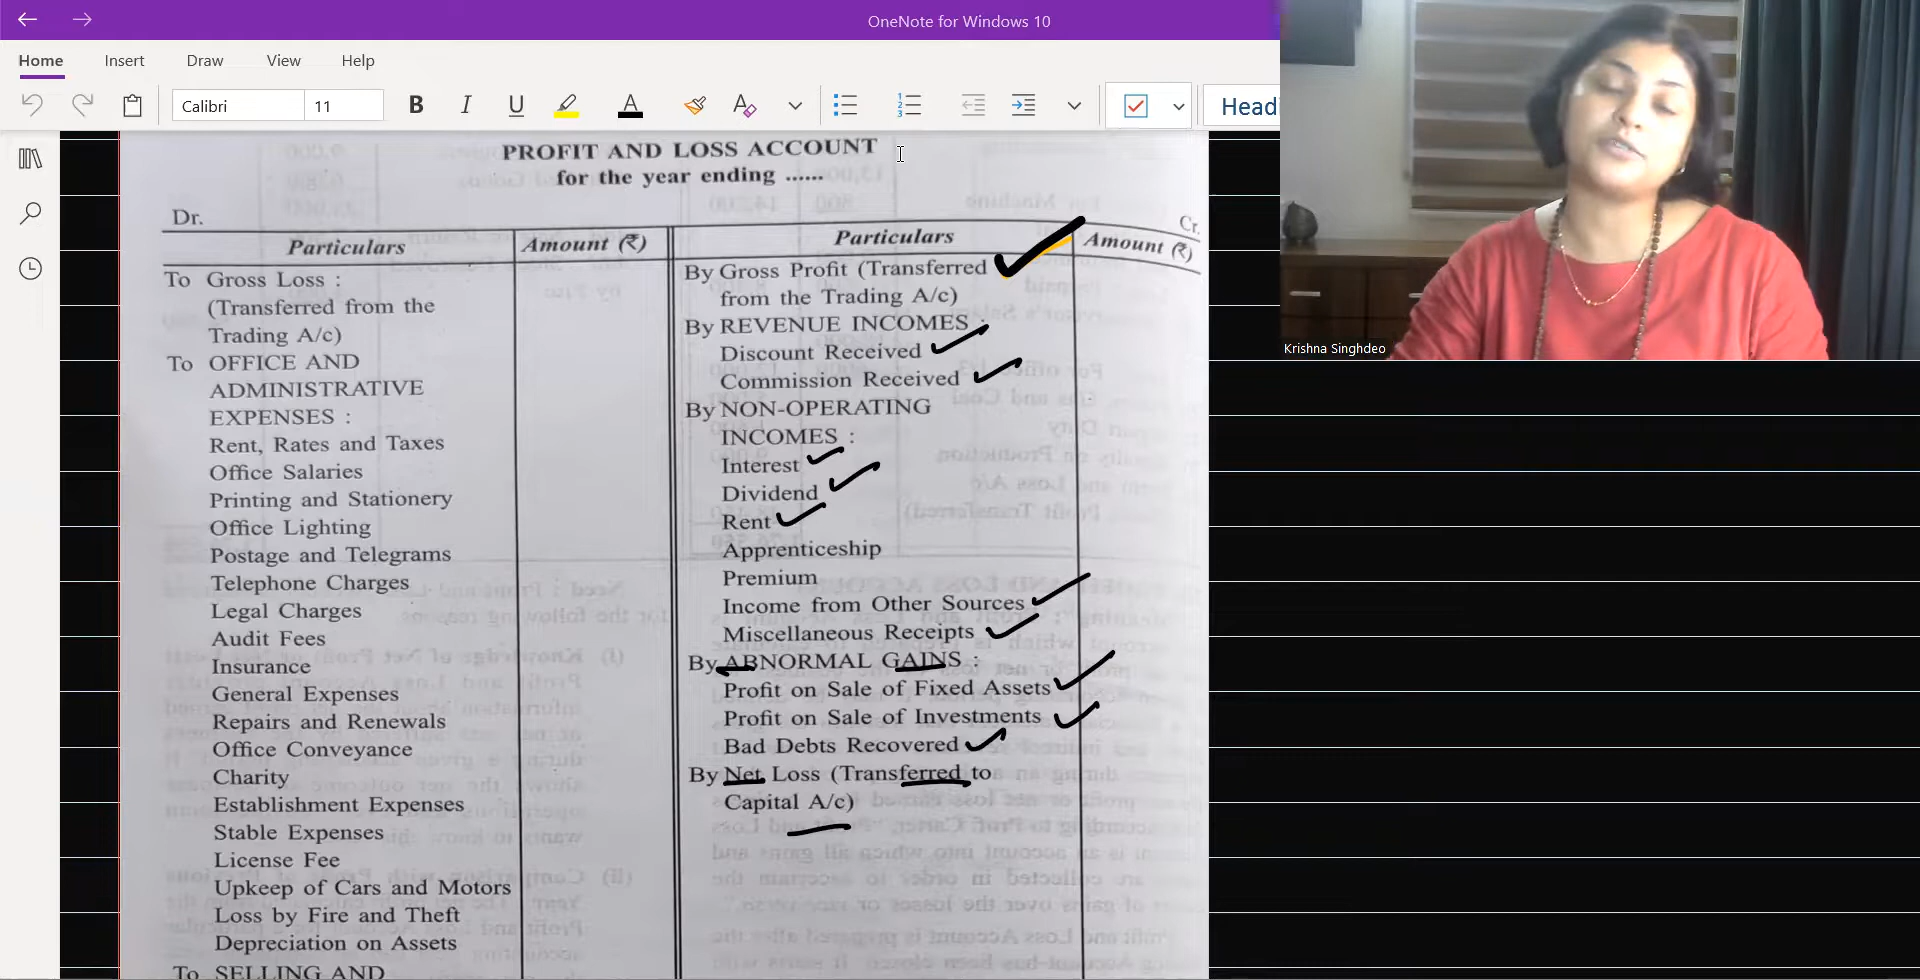 OneNote for Windows 10
Home Insert Draw View Help
Calibri 11 B I U A A Headi
PROFIT AND LOSS ACCOUNT
for the year ending ......
Dr.
Cr.
Particulars Amount (₹) Particulars Amount (₹)
To Gross Loss :
(Transferred from the
Trading A/c)
To OFFICE AND
ADMINISTRATIVE
EXPENSES :
Rent, Rates and Taxes
Office Salaries
Printing and Stationery
Office Lighting
Postage and Telegrams
Telephone Charges
Legal Charges
Audit Fees
Insurance
General Expenses
Repairs and Renewals
Office Conveyance
Charity
Establishment Expenses
Stable Expenses
License Fee
Upkeep of Cars and Motors
Loss by Fire and Theft
Depreciation on Assets
To SELLING AND
By Gross Profit (Transferred
from the Trading A/c)
By REVENUE INCOMES :
Discount Received
Commission Received
By NON-OPERATING
INCOMES :
Interest
Dividend
Rent
Apprenticeship
Premium
Income from Other Sources
Miscellaneous Receipts
By ABNORMAL GAINS :
Profit on Sale of Fixed Assets
Profit on Sale of Investments
Bad Debts Recovered
By Net Loss (Transferred to
Capital A/c)
Krishna Singhdeo